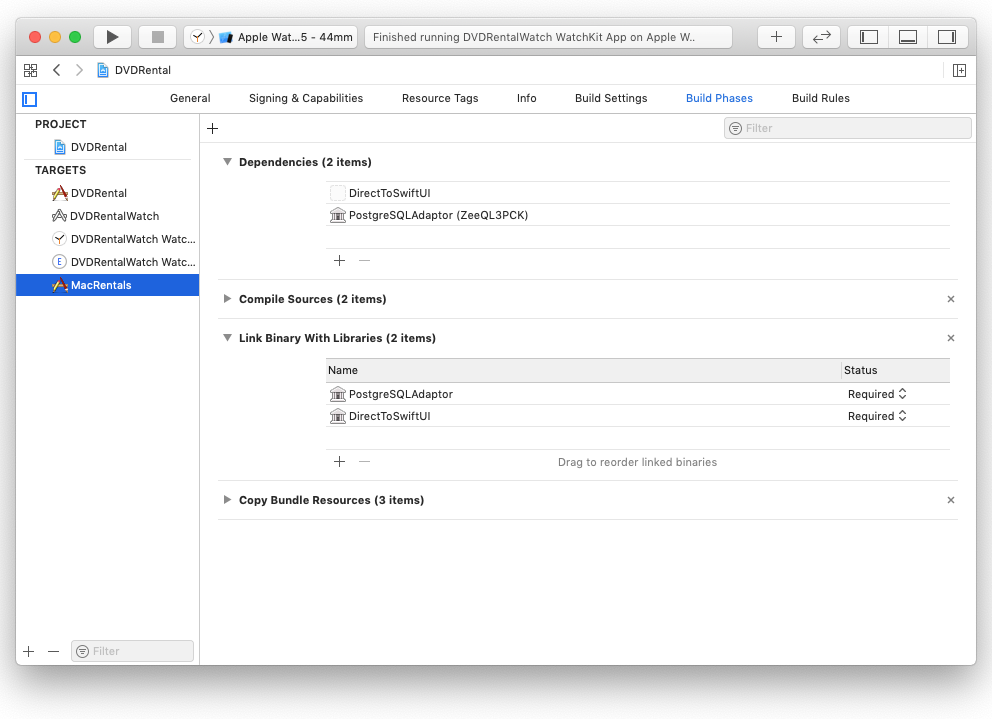 Apple Wat...5 - 44mm
Finished running DVDRentalWatch WatchKit App on Apple W..
DVDRental
General Signing & Capabilities Resource Tags Info Build Settings Build Phases Build Rules
PROJECT
DVDRental
TARGETS
DVDRental
DVDRentalWatch
DVDRentalWatch Watc...
E DVDRentalWatch Watc...
MacRentals
Filter
Filter
Dependencies (2 items)
DirectToSwiftUI
PostgreSQLAdaptor (ZeeQL3PCK)
Compile Sources (2 items)
Link Binary With Libraries (2 items)
Name Status
PostgreSQLAdaptor Required
DirectToSwiftUI Required
Drag to reorder linked binaries
Copy Bundle Resources (3 items)